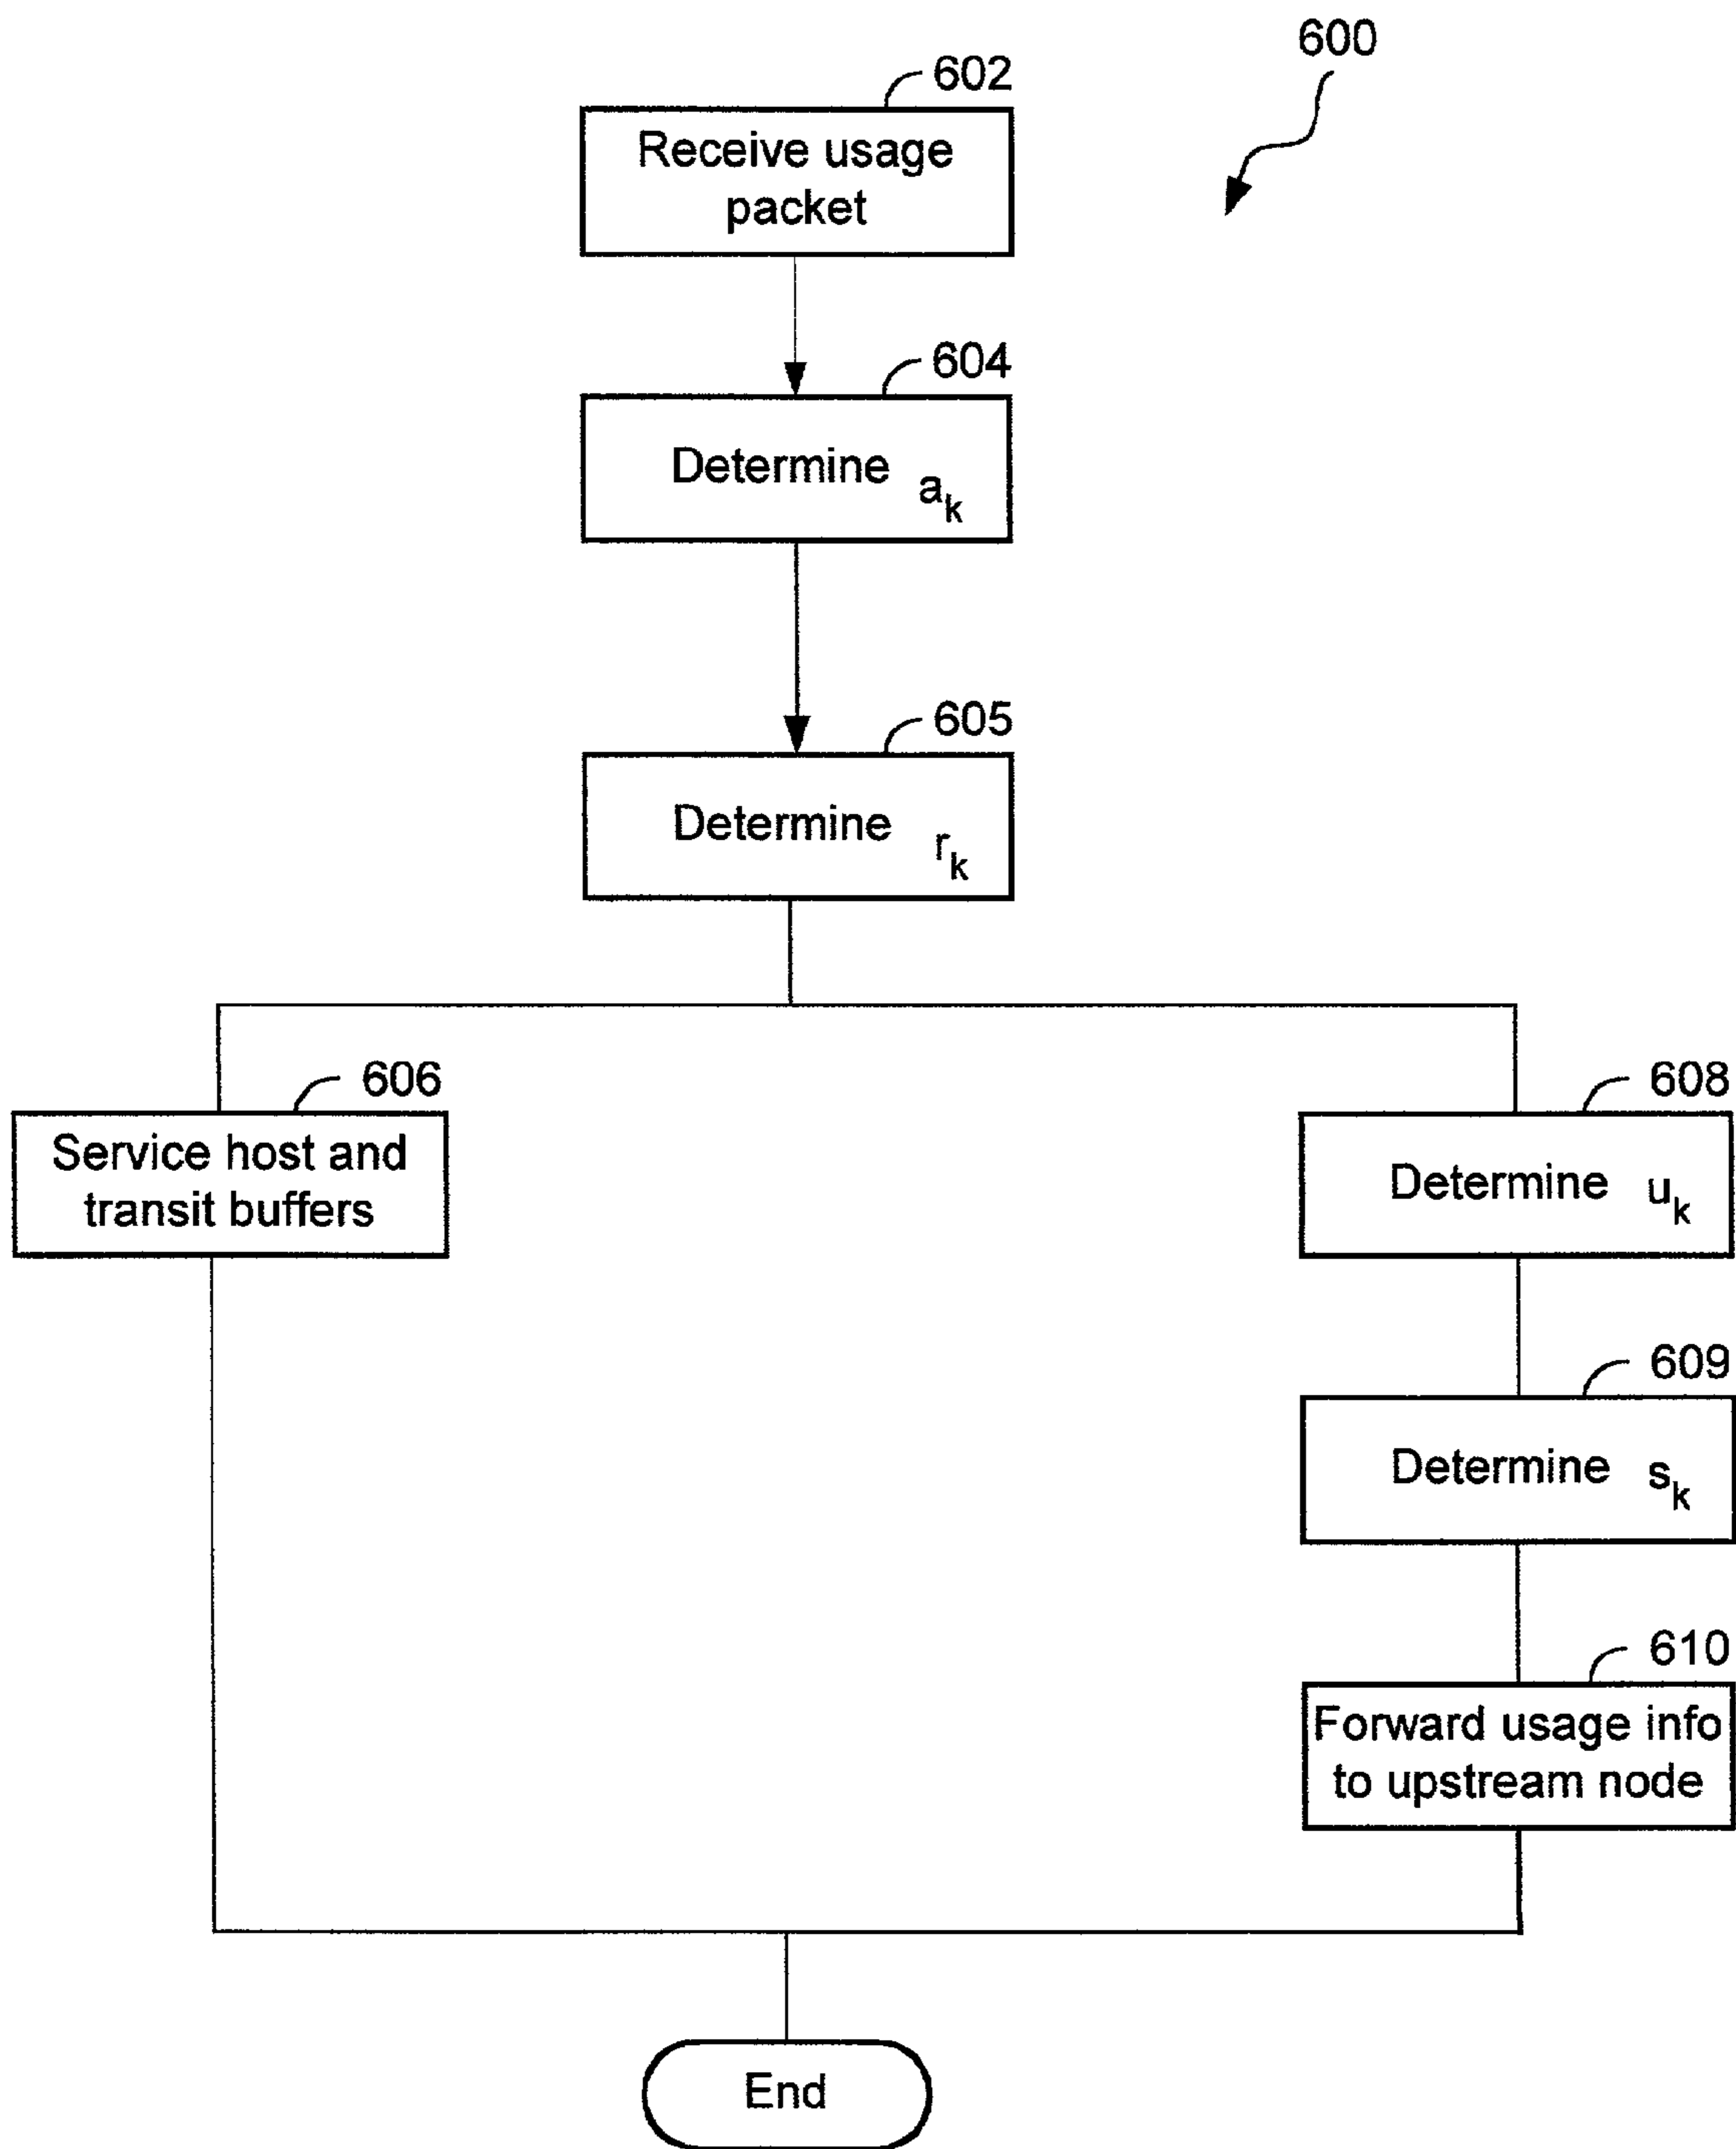 600
602
Receive usage
packet
604
Determine a_k
605
Determine r_k
606
Service host and
transit buffers
608
Determine u_k
609
Determine s_k
610
Forward usage info
to upstream node
End